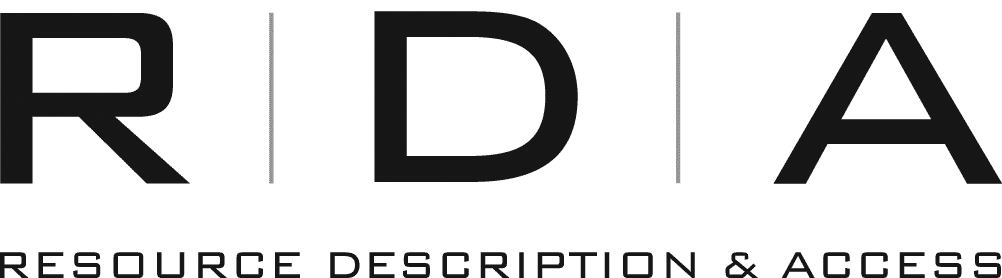 R|D|A
RESOURCE DESCRIPTION & ACCESS